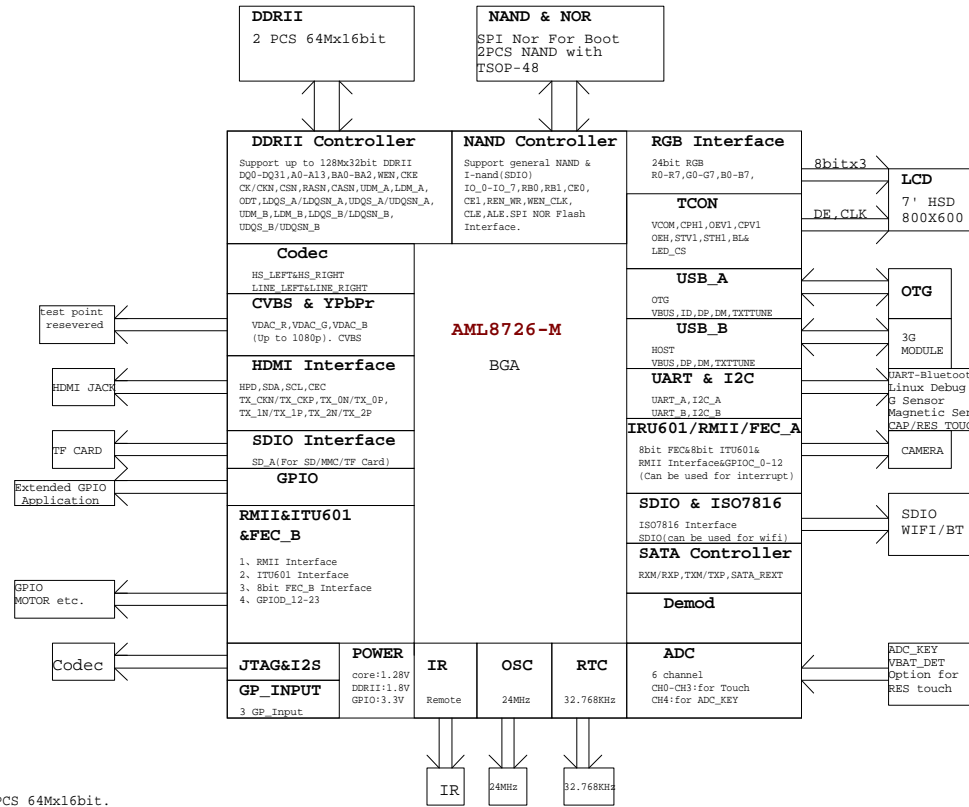 DDRII
2 PCS 64Mx16bit
NAND & NOR
SPI Nor For Boot
2PCS NAND with
TSOP-48
DDRII Controller
Support up to 128Mx32bit DDRII
DQ0-DQ31,A0-A13,BA0-BA2,WEN,CKE
CK/CKN,CSN,RASN,CASN,UDM_A,LDM_A,
ODT,LDQS_A/LDQSN_A,UDQS_A/UDQSN_A,
UDM_B,LDM_B,LDQS_B/LDQSN_B,
UDQS_B/UDQSN_B
NAND Controller
Support general NAND &
I-nand(SDIO)
IO_0-IO_7,RB0,RB1,CE0,
CE1,REN_WR,WEN_CLK,
CLE,ALE.SPI NOR Flash
Interface.
RGB Interface
24bit RGB
R0-R7,G0-G7,B0-B7,
8bitx3
LCD
7' HSD
800X600
TCON
VCOM,CPH1,OEV1,CPV1
OEH,STV1,STH1,BL&
LED_CS
DE,CLK
Codec
HS_LEFT&HS_RIGHT
LINE_LEFT&LINE_RIGHT
USB_A
OTG
VBUS,ID,DP,DM,TXTTUNE
OTG
test point
resevered
CVBS & YPbPr
VDAC_R,VDAC_G,VDAC_B
(Up to 1080p). CVBS
AML8726-M
BGA
USB_B
HOST
VBUS,DP,DM,TXTTUNE
3G
MODULE
HDMI JACK
HDMI Interface
HPD,SDA,SCL,CEC
TX_CKN/TX_CKP,TX_0N/TX_0P,
TX_1N/TX_1P,TX_2N/TX_2P
UART & I2C
UART_A,I2C_A
UART_B,I2C_B
UART-Bluetoot
Linux Debug
G Sensor
Magnetic Sen
CAP/RES TOUC
TF CARD
SDIO Interface
SD_A(For SD/MMC/TF Card)
IRU601/RMII/FEC_A
8bit FEC&8bit ITU601&
RMII Interface&GPIOC_0-12
(Can be used for interrupt)
CAMERA
Extended GPIO
Application
GPIO
RMII&ITU601
&FEC_B
1、 RMII Interface
2、 ITU601 Interface
3、 8bit FEC_B Interface
4、 GPIOD_12-23
SDIO & ISO7816
ISO7816 Interface
SDIO(can be used for wifi)
SDIO
WIFI/BT
SATA Controller
RXM/RXP,TXM/TXP,SATA_REXT
GPIO
MOTOR etc.
Demod
Codec
JTAG&I2S
GP_INPUT
3 GP_Input
POWER
core:1.28V
DDRII:1.8V
GPIO:3.3V
IR
Remote
OSC
24MHz
RTC
32.768KHz
ADC
6 channel
CH0-CH3:for Touch
CH4:for ADC_KEY
ADC_KEY
VBAT_DET
Option for
RES touch
IR
24MHz
32.768KHz
PCS 64Mx16bit.